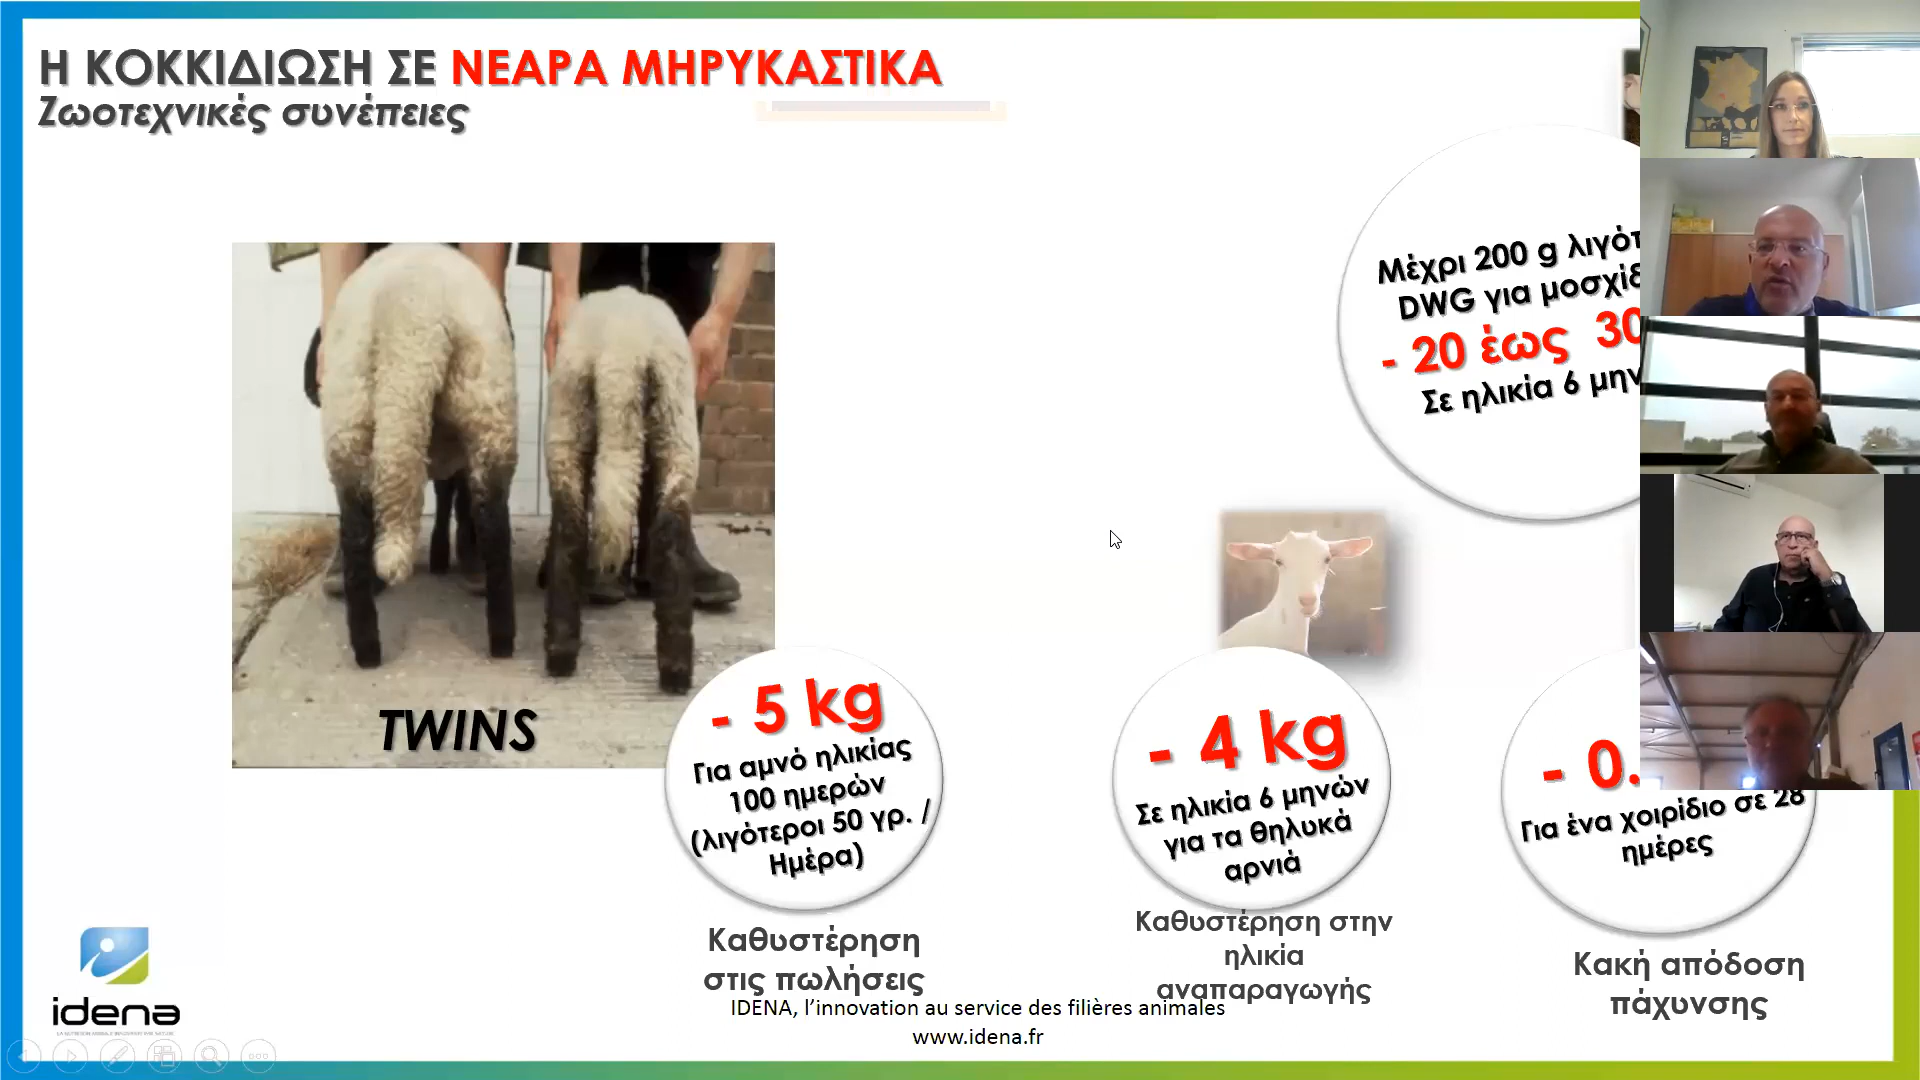 Η ΚΟΚΚΙΔΙΩΣΗ ΣΕ ΝΕΑΡΑ ΜΗΡΥΚΑΣΤΙΚΑ
Ζωοτεχνικές συνέπειες
Μέχρι 200 g
DWG για
- 20 έως 30
Σε ηλικία 6
TWINS
- 5 kg
Για αμνό ηλικίας
100 ημερών
(λιγότεροι 50 γρ. /
Ημέρα)
Καθυστέρηση
στις πωλήσεις
- 4 kg
Σε ηλικία 6 μηνών
για τα θηλυκά
αρνιά
Καθυστέρηση στην
ηλικία
αναπαραγωγής
- 0.
Για ένα χοιρίδιο σε 28
ημέρες
Κακή απόδοση
πάχυνσης
idena
IDENA, l’innovation au service des filières animales
www.idena.fr